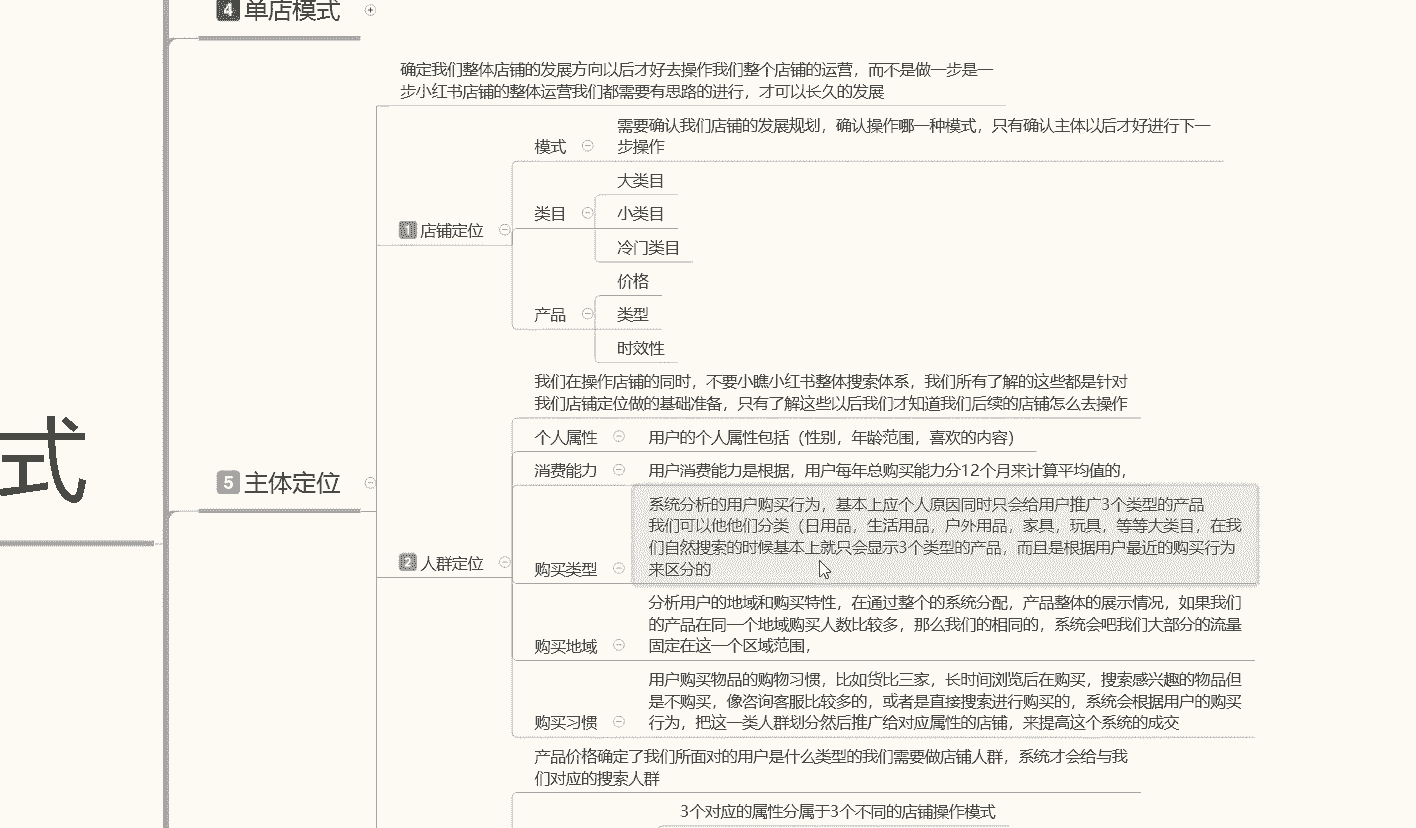 4 单店模式
确定我们整体店铺的发展方向以后才好去操作我们整个店铺的运营，而不是做一步是一
步小红书店铺的整体运营我们都需要有思路的进行，才可以长久的发展
需要确认我们店铺的发展规划，确认操作哪一种模式，只有确认主体以后才好进行下一
模式
步操作
大类目
类目
小类目
1 店铺定位
冷门类目
价格
产品
类型
时效性
我们在操作店铺的同时，不要小瞧小红书整体搜索体系，我们所有了解的这些都是针对
我们店铺定位做的基础准备，只有了解这些以后我们才知道我们后续的店铺怎么去操作
个人属性
用户的个人属性包括（性别，年龄范围，喜欢的内容）
式
消费能力
用户消费能力是根据，用户每年总购买能力分12个月来计算平均值的，
5 主体定位
系统分析的用户购买行为，基本上应个人原因同时只会给用户推广3个类型的产品
我们可以他他们分类（日用品，生活用品，户外用品，家具，玩具，等等大类目，在我
们自然搜索的时候基本上就只会显示3个类型的产品，而且是根据用户最近的购买行为
2 人群定位
购买类型
来区分的
分析用户的地域和购买特性，在通过整个的系统分配，产品整体的展示情况，如果我们
的产品在同一个地域购买人数比较多，那么我们的相同的，系统会吧我们大部分的流量
购买地域
固定在这一个区域范围，
用户购买物品的购物习惯，比如货比三家，长时间浏览后在购买，搜索感兴趣的物品但
是不购买，像咨询客服比较多的，或者是直接搜索进行购买的，系统会根据用户的购买
购买习惯
行为，把这一类人群划分然后推广给对应属性的店铺，来提高这个系统的成交
产品价格确定了我们所面对的用户是什么类型的我们需要做店铺人群，系统才会给与我
们对应的搜索人群
3个对应的属性分属于3个不同的店铺操作模式